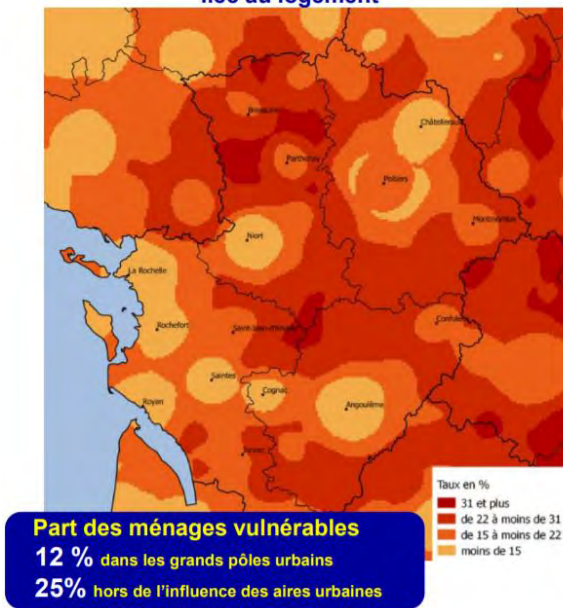 liée au logement
Bressuire
Châtellerault
Parthenay
Poitiers
Montmorillon
Niort
La Rochelle
Rochefort
Saint-Jean-d'Angély
Confolens
Saintes
Cognac
Royan
Angoulême
Jonzac
Taux en %
31 et plus
de 22 à moins de 31
de 15 à moins de 22
moins de 15
Part des ménages vulnérables
12 % dans les grands pôles urbains
25% hors de l'influence des aires urbaines